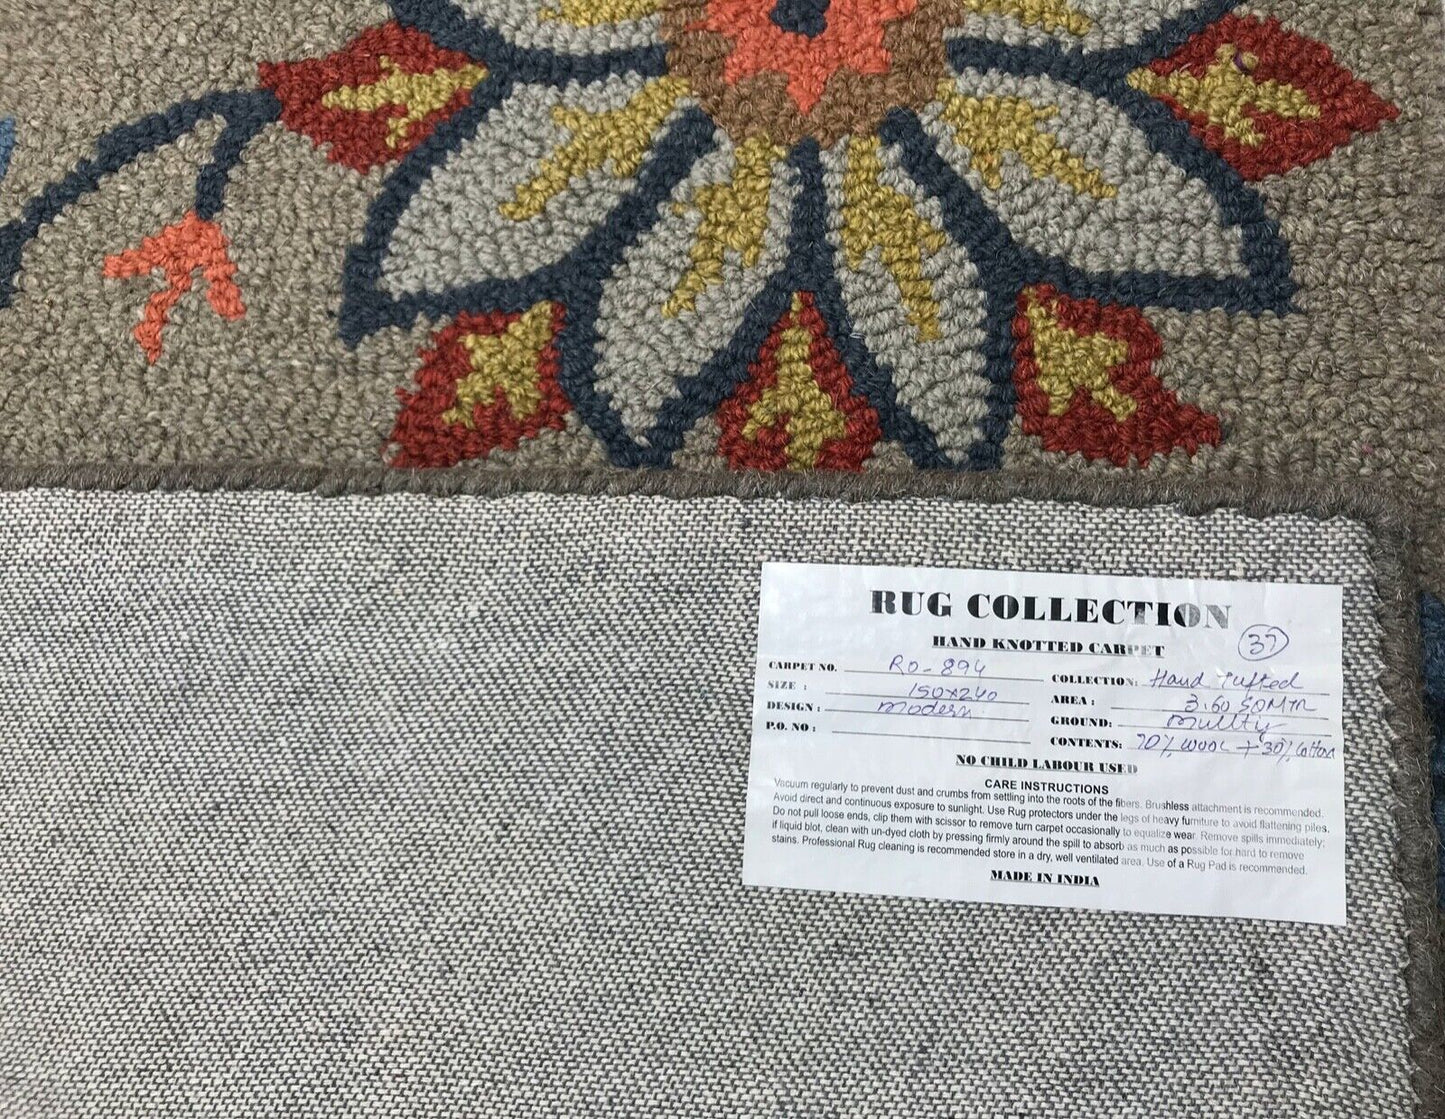 RUG COLLECTION
HAND KNOTTED CARPET
37
CARPET NO. RO-894
COLLECTION: Hand Tufted
SIZE : 150x240
AREA : 3.60 SQMTR
DESIGN : modern
GROUND: mullty
P.O. NO :
CONTENTS: 70% wool + 30% cotton
NO CHILD LABOUR USED
CARE INSTRUCTIONS
Vacuum regularly to prevent dust and crumbs from settling into the roots of the fibers. Brushless attachment is recommended.
Avoid direct and continuous exposure to sunlight. Use Rug protectors under the legs of heavy furniture to avoid flattening piles.
Do not pull loose ends, clip them with scissor to remove turn carpet occasionally to equalize wear. Remove spills immediately;
if liquid blot, clean with un-dyed cloth by pressing firmly around the spill to absorb as much as possible for hard to remove
stains. Professional Rug cleaning is recommended store in a dry, well ventilated area. Use of a Rug Pad is recommended.
MADE IN INDIA